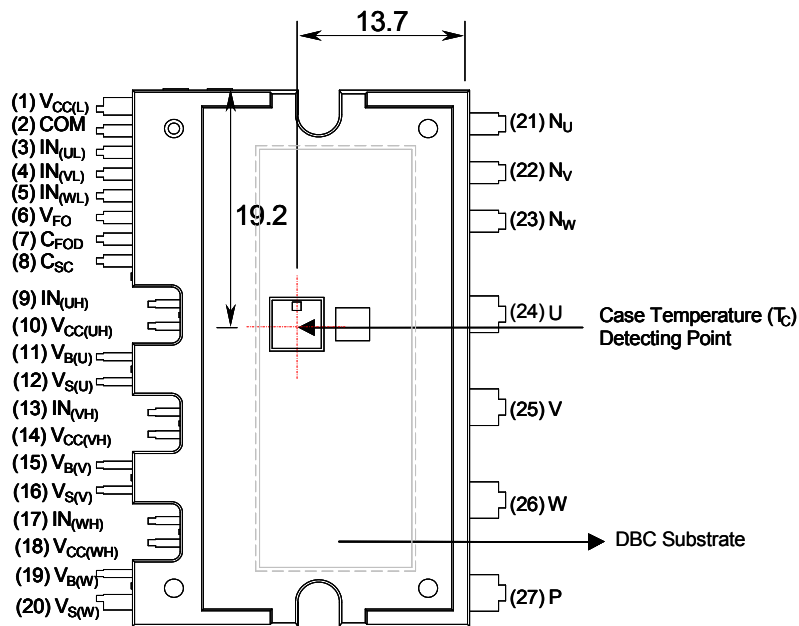 13.7
(1) VCC(L)
(2) COM
(3) IN(UL)
(4) IN(VL)
(5) IN(WL)
(6) VFO
(7) CFOD
(8) CSC
(9) IN(UH)
(10) VCC(UH)
(11) VB(U)
(12) VS(U)
(13) IN(VH)
(14) VCC(VH)
(15) VB(V)
(16) VS(V)
(17) IN(WH)
(18) VCC(WH)
(19) VB(W)
(20) VS(W)
19.2
(21) NU
(22) NV
(23) NW
(24) U
(25) V
(26) W
(27) P
Case Temperature (TC)
Detecting Point
DBC Substrate